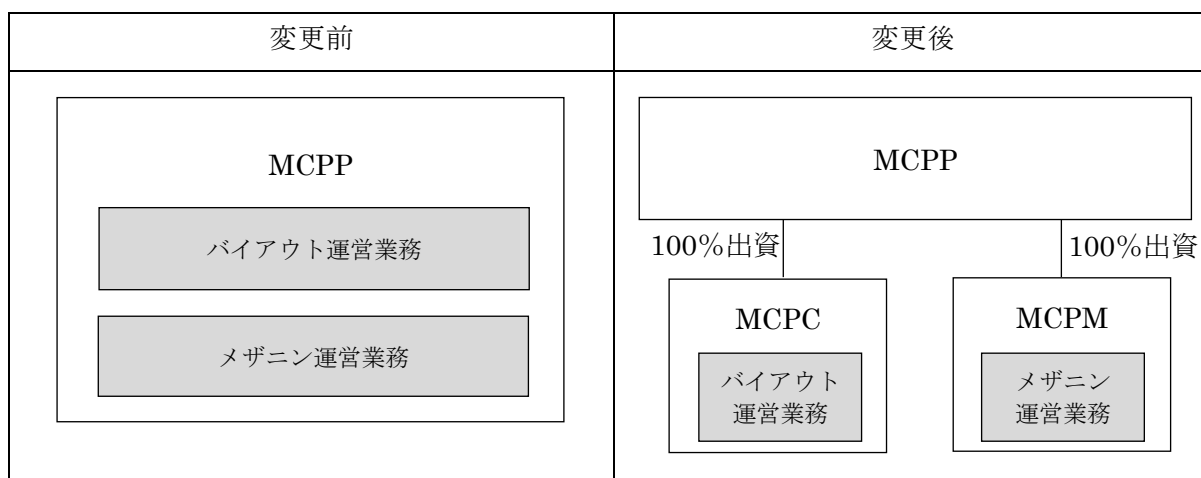 変更前
変更後
MCPP
バイアウト運営業務
メザニン運営業務
MCPP
100%出資
100%出資
MCPC
バイアウト
運営業務
MCPM
メザニン
運営業務